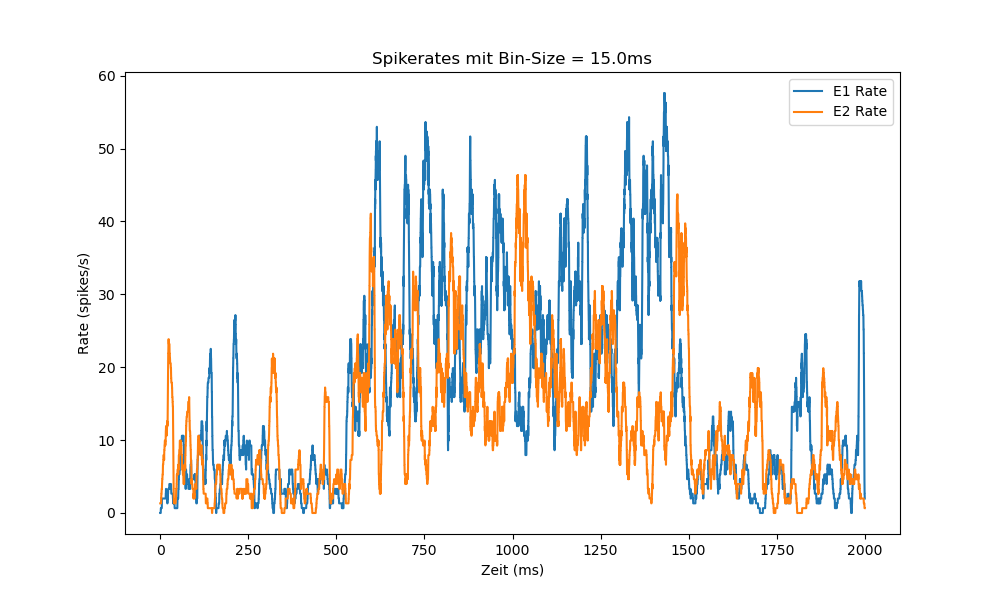 Spikerates mit Bin-Size = 15.0ms
E1 Rate
E2 Rate
Rate (spikes/s)
60
50
40
30
20
10
0
0 250 500 750 1000 1250 1500 1750 2000
Zeit (ms)